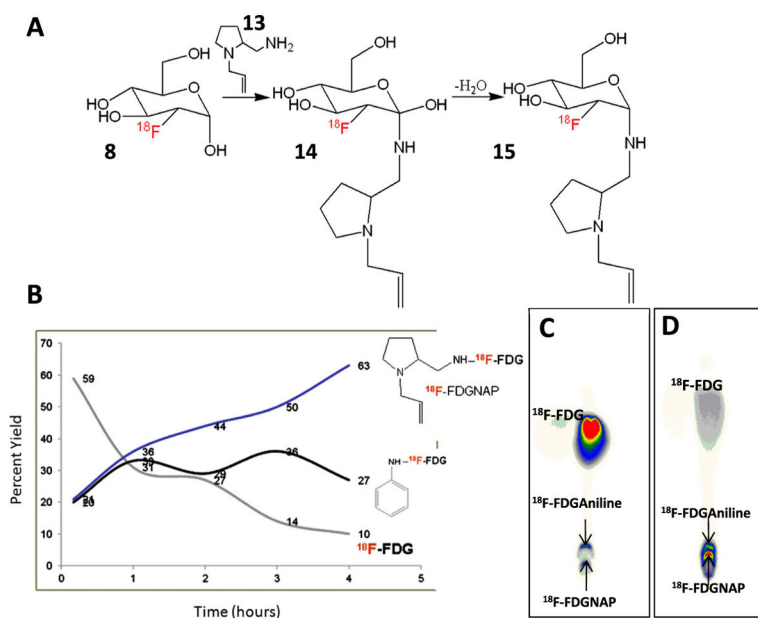 A
13
NH₂
N
OH
OH
O
HO
HO
¹⁸F
OH
8
OH
HO
HO
O
OH
¹⁸F
NH
14
N
-H₂O
OH
HO
HO
O
¹⁸F
NH
15
N
B
Percent Yield
70
60
50
40
30
20
10
0
0
1
2
3
4
5
Time (hours)
59
36
33
31
44
29
27
50
36
14
63
27
10
21
20
NH—¹⁸F-FDG
N
¹⁸F-FDGNAP
NH—¹⁸F-FDG
¹⁸F-FDG
C
¹⁸F-FDG
¹⁸F-FDGAniline
¹⁸F-FDGNAP
D
¹⁸F-FDG
¹⁸F-FDGAniline
¹⁸F-FDGNAP